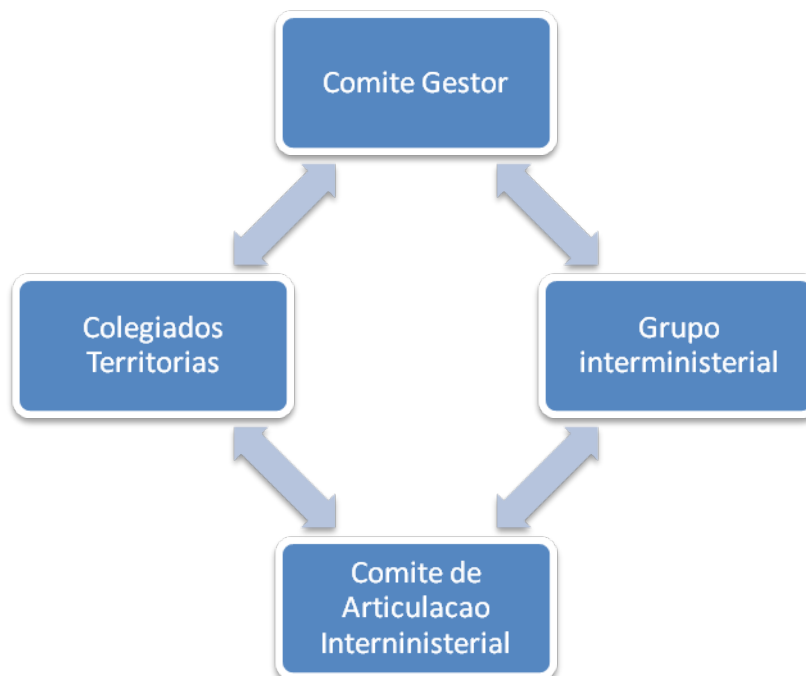 Comite Gestor
Colegiados
Territorias
Grupo
interministerial
Comite de
Articulacao
Interninisterial